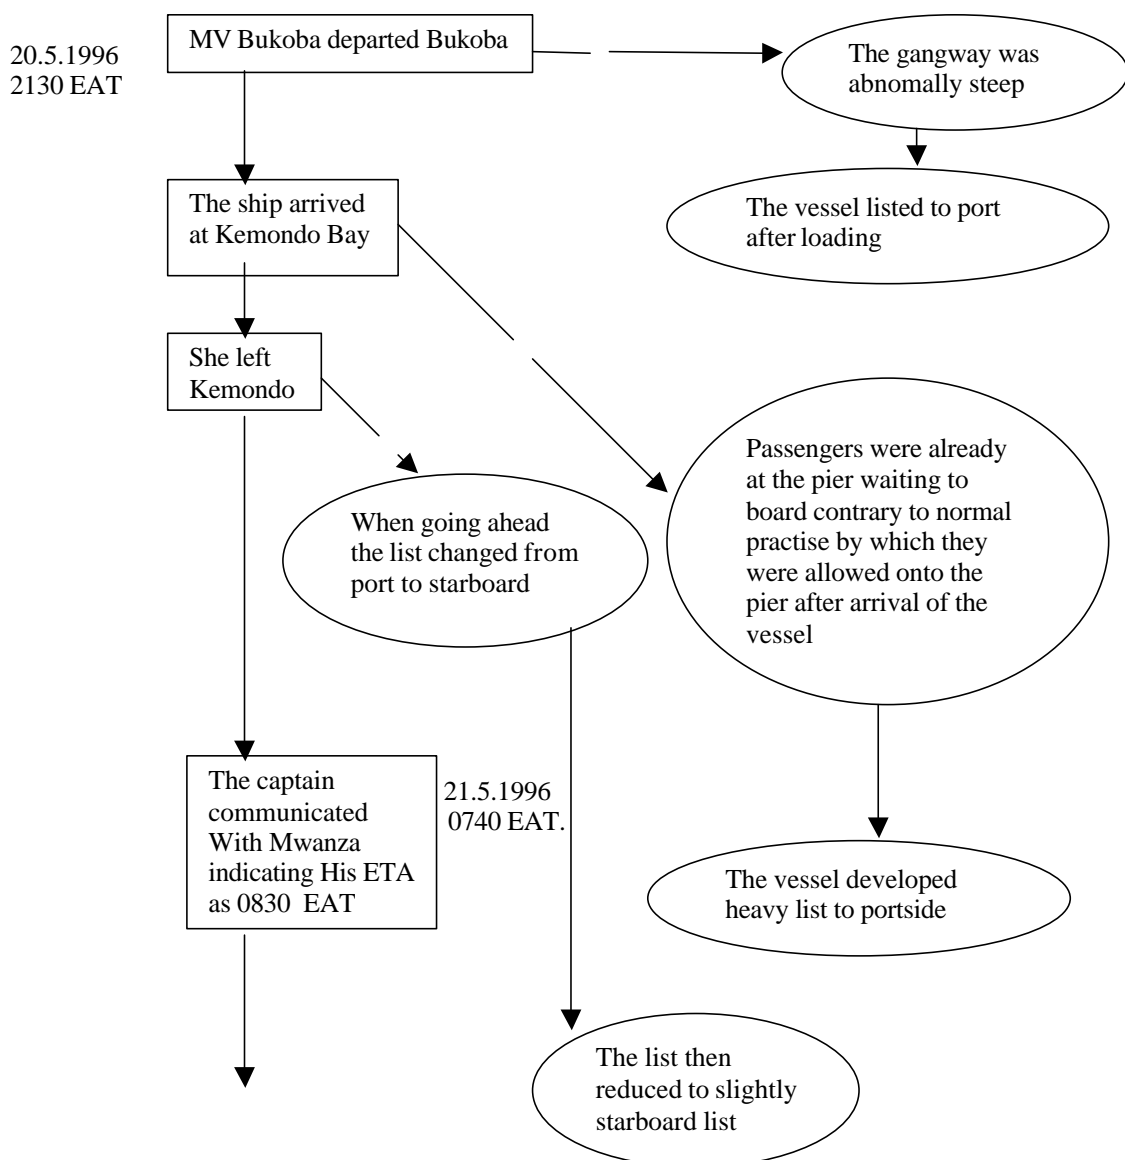 20.5.1996
2130 EAT
MV Bukoba departed Bukoba
The gangway was
abnomally steep
The ship arrived
at Kemondo Bay
The vessel listed to port
after loading
She left
Kemondo
When going ahead
the list changed from
port to starboard
Passengers were already
at the pier waiting to
board contrary to normal
practise by which they
were allowed onto the
pier after arrival of the
vessel
The captain
communicated
With Mwanza
indicating His ETA
as 0830 EAT
21.5.1996
0740 EAT.
The vessel developed
heavy list to portside
The list then
reduced to slightly
starboard list